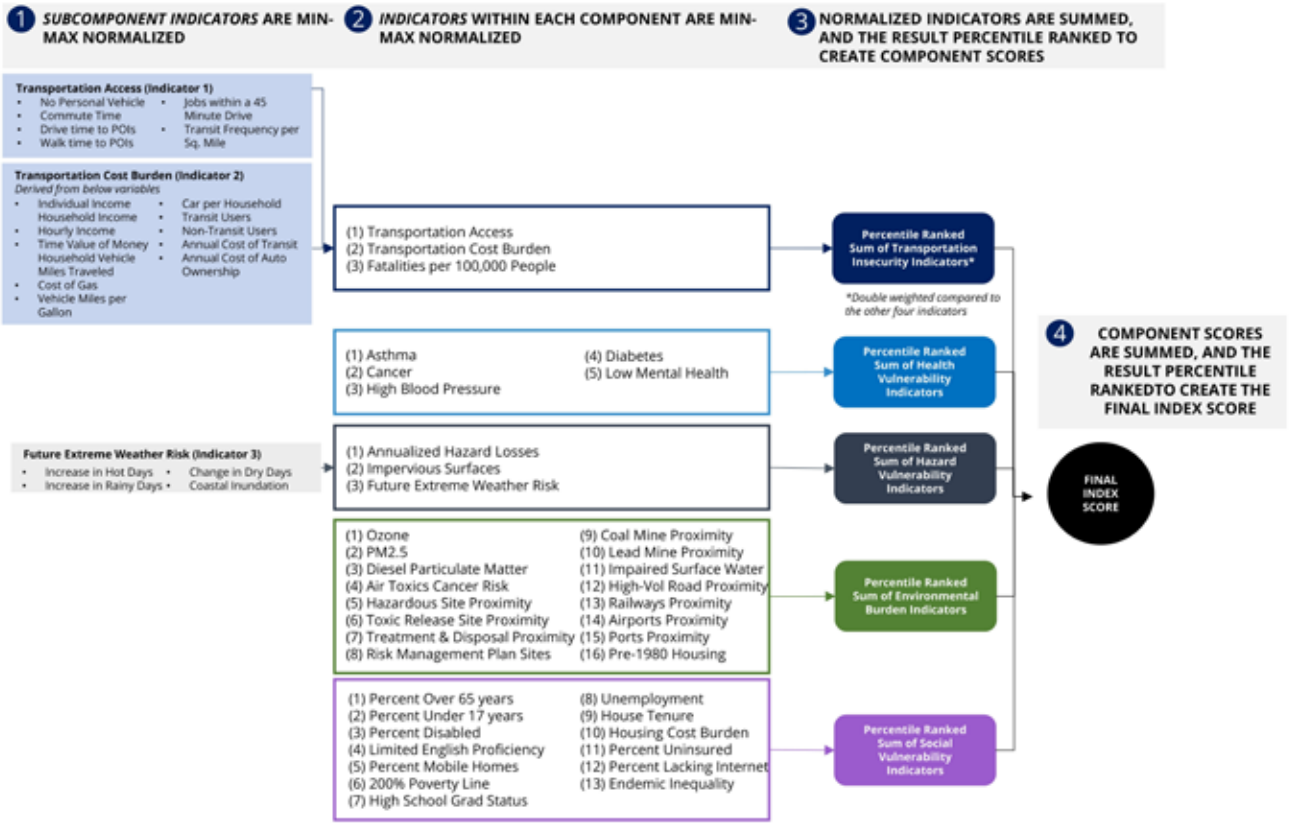 1 SUBCOMPONENT INDICATORS ARE MIN-
MAX NORMALIZED
2 INDICATORS WITHIN EACH COMPONENT ARE MIN-
MAX NORMALIZED
3 NORMALIZED INDICATORS ARE SUMMED,
AND THE RESULT PERCENTILE RANKED TO
CREATE COMPONENT SCORES
Transportation Access (Indicator 1)
• No Personal Vehicle
• Commute Time
• Drive time to POIs
• Walk time to POIs
• Jobs within a 45
Minute Drive
• Transit Frequency per
Sq. Mile
Transportation Cost Burden (Indicator 2)
Derived from below variables
• Individual Income
Household Income
• Hourly Income
• Time Value of Money
Household Vehicle
Miles Traveled
• Cost of Gas
• Vehicle Miles per
Gallon
• Car per Household
• Transit Users
• Non-Transit Users
• Annual Cost of Transit
• Annual Cost of Auto
Ownership
(1) Transportation Access
(2) Transportation Cost Burden
(3) Fatalities per 100,000 People
Percentile Ranked
Sum of Transportation
Insecurity Indicators*
*Double weighted compared to
the other four indicators
(1) Asthma
(2) Cancer
(3) High Blood Pressure
(4) Diabetes
(5) Low Mental Health
Percentile Ranked
Sum of Health
Vulnerability
Indicators
4 COMPONENT SCORES
ARE SUMMED, AND THE
RESULT PERCENTILE
RANKEDTO CREATE THE
FINAL INDEX SCORE
Future Extreme Weather Risk (Indicator 3)
• Increase in Hot Days
• Increase in Rainy Days
• Change in Dry Days
• Coastal Inundation
(1) Annualized Hazard Losses
(2) Impervious Surfaces
(3) Future Extreme Weather Risk
Percentile Ranked
Sum of Hazard
Vulnerability
Indicators
FINAL
INDEX
SCORE
(1) Ozone
(2) PM2.5
(3) Diesel Particulate Matter
(4) Air Toxics Cancer Risk
(5) Hazardous Site Proximity
(6) Toxic Release Site Proximity
(7) Treatment & Disposal Proximity
(8) Risk Management Plan Sites
(9) Coal Mine Proximity
(10) Lead Mine Proximity
(11) Impaired Surface Water
(12) High-Vol Road Proximity
(13) Railways Proximity
(14) Airports Proximity
(15) Ports Proximity
(16) Pre-1980 Housing
Percentile Ranked
Sum of Environmental
Burden Indicators
(1) Percent Over 65 years
(2) Percent Under 17 years
(3) Percent Disabled
(4) Limited English Proficiency
(5) Percent Mobile Homes
(6) 200% Poverty Line
(7) High School Grad Status
(8) Unemployment
(9) House Tenure
(10) Housing Cost Burden
(11) Percent Uninsured
(12) Percent Lacking Internet
(13) Endemic Inequality
Percentile Ranked
Sum of Social
Vulnerability
Indicators